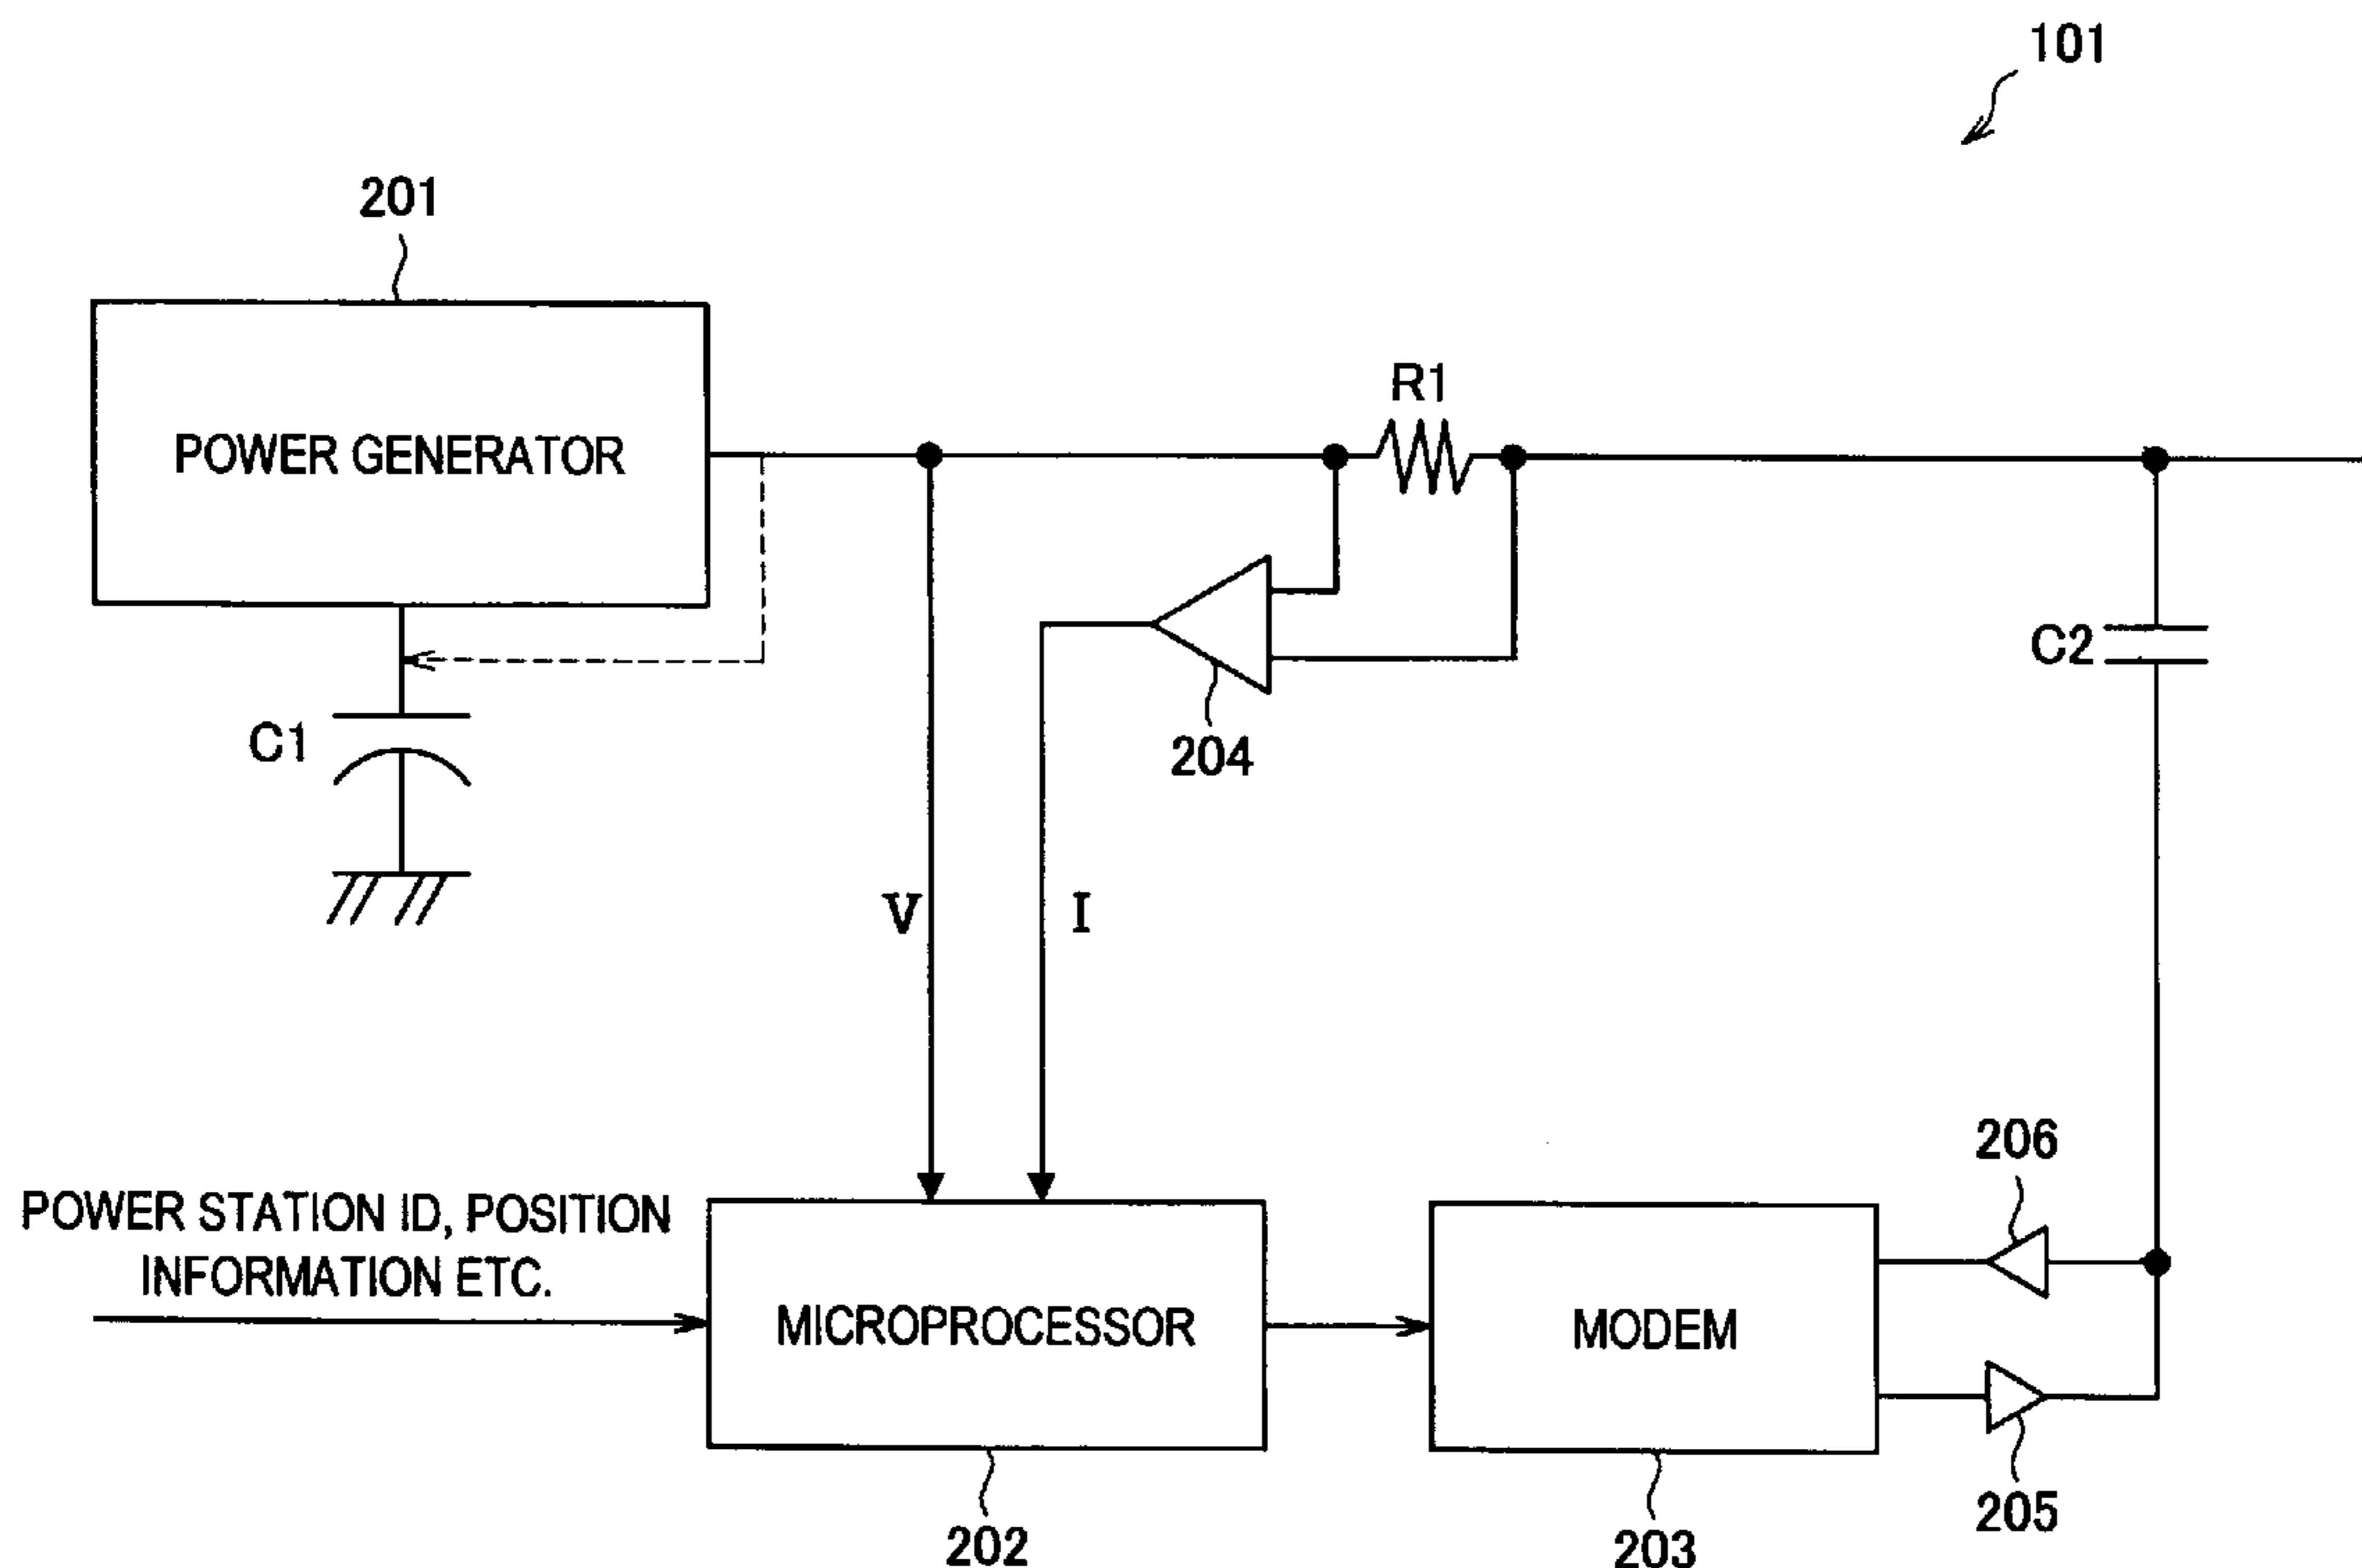 101
201
POWER GENERATOR
R1
C2
C1
204
V
I
206
POWER STATION ID, POSITION
INFORMATION ETC.
MICROPROCESSOR
MODEM
205
202
203